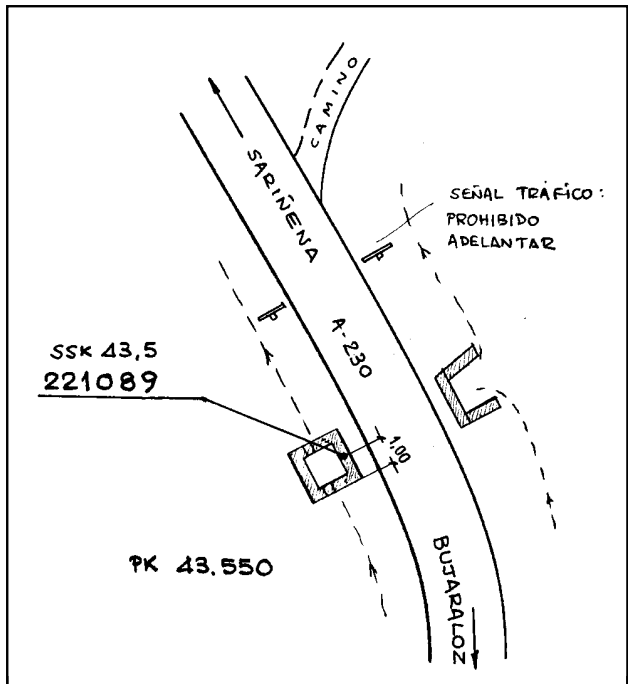 CAMINO
SARIÑENA
SEÑAL TRÁFICO:
PROHIBIDO
ADELANTAR
A-230
SSK 43,5
221089
1.00
PK 43.550
BUJARALOZ